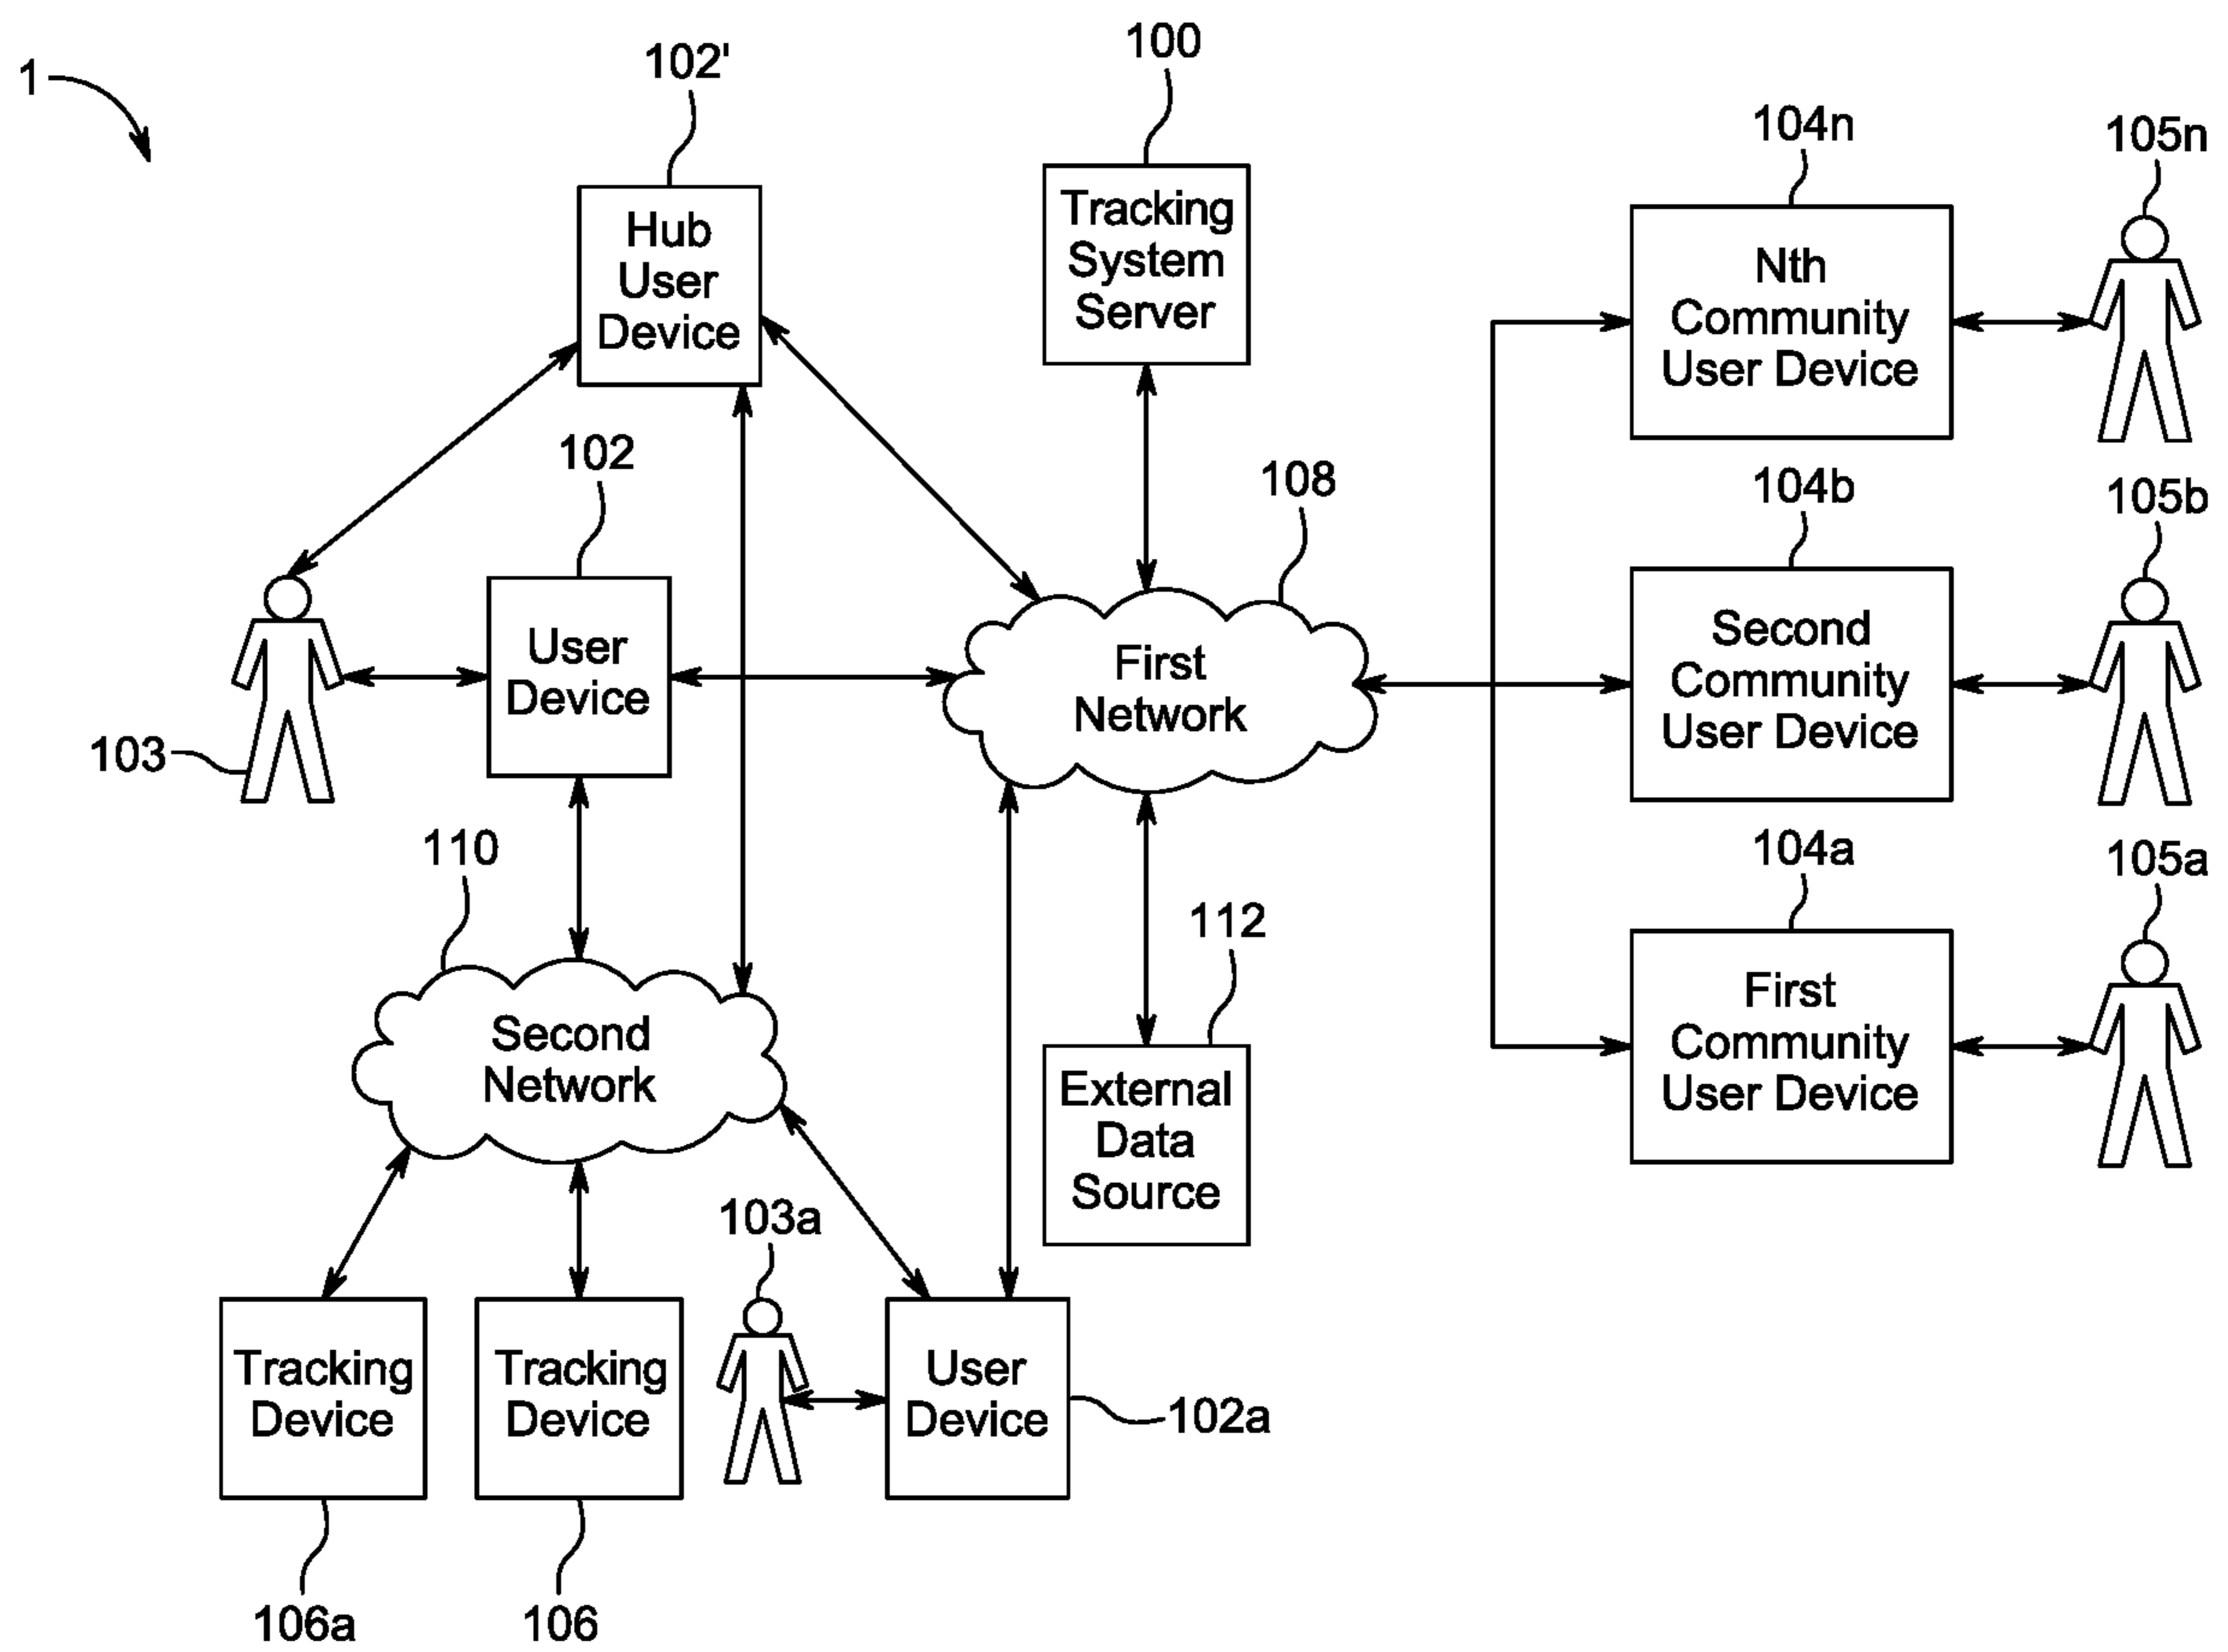 1
102'
100
104n
105n
Hub
User
Device
Tracking
System
Server
Nth
Community
User Device
102
108
104b
105b
User
Device
First
Network
Second
Community
User Device
103
110
112
104a
105a
Second
Network
External
Data
Source
First
Community
User Device
103a
Tracking
Device
Tracking
Device
User
Device
102a
106a
106